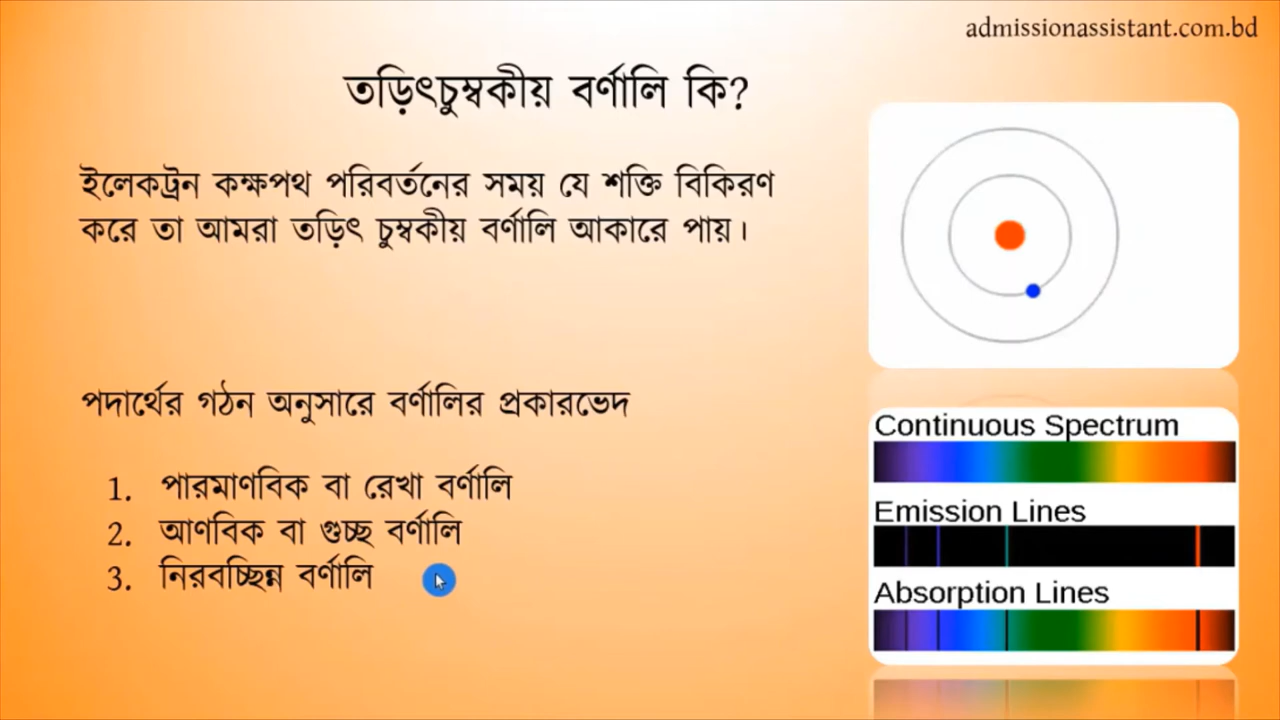 admissionassistant.com.bd
তড়িৎচুম্বকীয় বর্ণালি কি?
ইলেকট্রন কক্ষপথ পরিবর্তনের সময় যে শক্তি বিকিরণ
করে তা আমরা তড়িৎ চুম্বকীয় বর্ণালি আকারে পায়।
পদার্থের গঠন অনুসারে বর্ণালির প্রকারভেদ
1. পারমাণবিক বা রেখা বর্ণালি
2. আণবিক বা গুচ্ছ বর্ণালি
3. নিরবচ্ছিন্ন বর্ণালি
Continuous Spectrum
Emission Lines
Absorption Lines